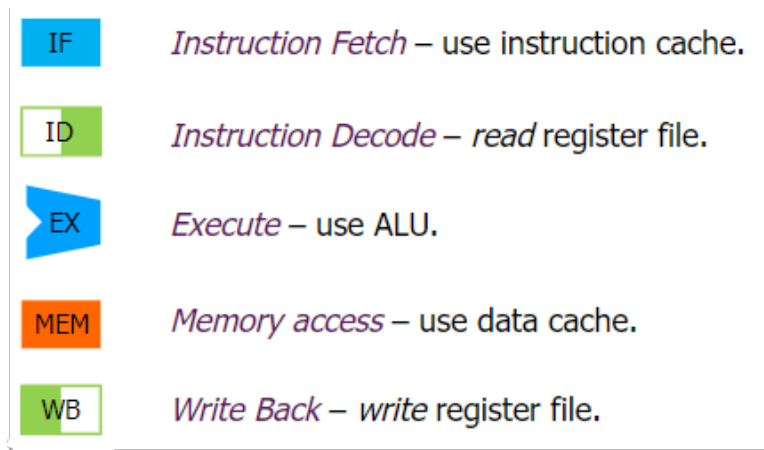 IF Instruction Fetch – use instruction cache.
ID Instruction Decode – read register file.
EX Execute – use ALU.
MEM Memory access – use data cache.
WB Write Back – write register file.